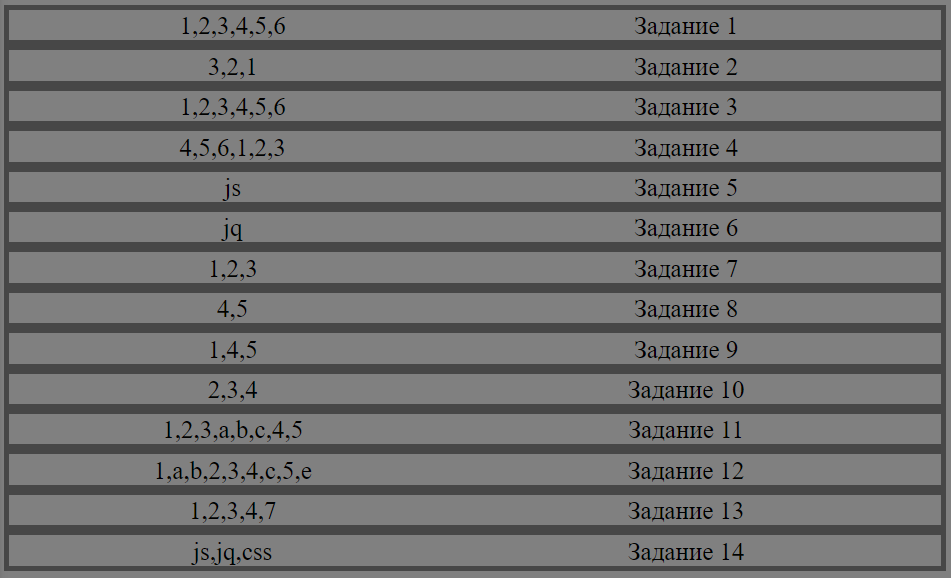 1,2,3,4,5,6 Задание 1
3,2,1 Задание 2
1,2,3,4,5,6 Задание 3
4,5,6,1,2,3 Задание 4
js Задание 5
jq Задание 6
1,2,3 Задание 7
4,5 Задание 8
1,4,5 Задание 9
2,3,4 Задание 10
1,2,3,a,b,c,4,5 Задание 11
1,a,b,2,3,4,c,5,e Задание 12
1,2,3,4,7 Задание 13
js,jq,css Задание 14